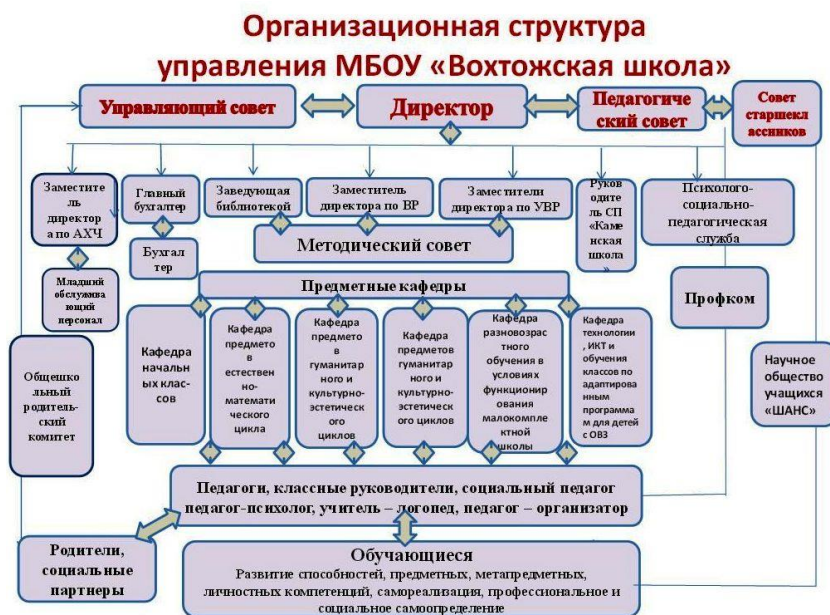 Организационная структура
управления МБОУ «Вохтожская школа»
Управляющий совет
Директор
Педагогиче
ский совет
Совет
старшекл
ассников
Заместите
ль
директор
а по АХЧ
Главный
бухгалтер
Заведующая
библиотекой
Заместитель
директора по ВР
Заместители
директора по УВР
Руков
одите
ль СП
«Каме
нская
школа
»
Психолого-
социально-
педагогическая
служба
Бухгал
тер
Методический совет
Младший
обслужива
ющий
персонал
Предметные кафедры
Профком
Общешко
льный
родитель
ский
комитет
Кафедра
начальн
ых клас-
сов
Кафедра
предмето
в
естествен
но-
математи
ческого
цикла
Кафедра
предмето
в
гуманитар
ного и
культурно-
эстетическ
ого циклов
Кафедра
предметов
гуманитар
ного и
культурно-
эстетическ
ого циклов
Кафедра
разновозрас
тного
обучения в
условиях
функционир
ования
малокомпле
ктной
школы
Кафедра
технологии
, ИКТ и
обучения
классов по
адаптирова
нным
программа
м для детей
с ОВЗ
Научное
общество
учащихся
«ШАНС»
Педагоги, классные руководители, социальный педагог
педагог-психолог, учитель – логопед, педагог – организатор
Родители,
социальные
партнеры
Обучающиеся
Развитие способностей, предметных, метапредметных,
личностных компетенций, самореализация, профессиональное и
социальное самоопределение